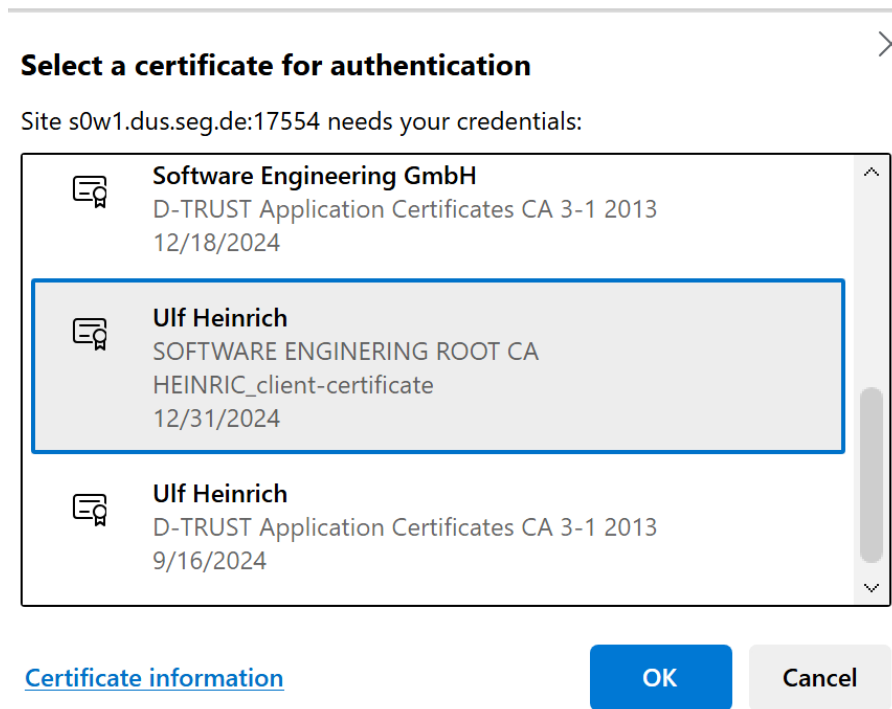 Select a certificate for authentication
Site s0w1.dus.seg.de:17554 needs your credentials:
Software Engineering GmbH
D-TRUST Application Certificates CA 3-1 2013
12/18/2024
Ulf Heinrich
SOFTWARE ENGINERING ROOT CA
HEINRIC_client-certificate
12/31/2024
Ulf Heinrich
D-TRUST Application Certificates CA 3-1 2013
9/16/2024
Certificate information
OK
Cancel